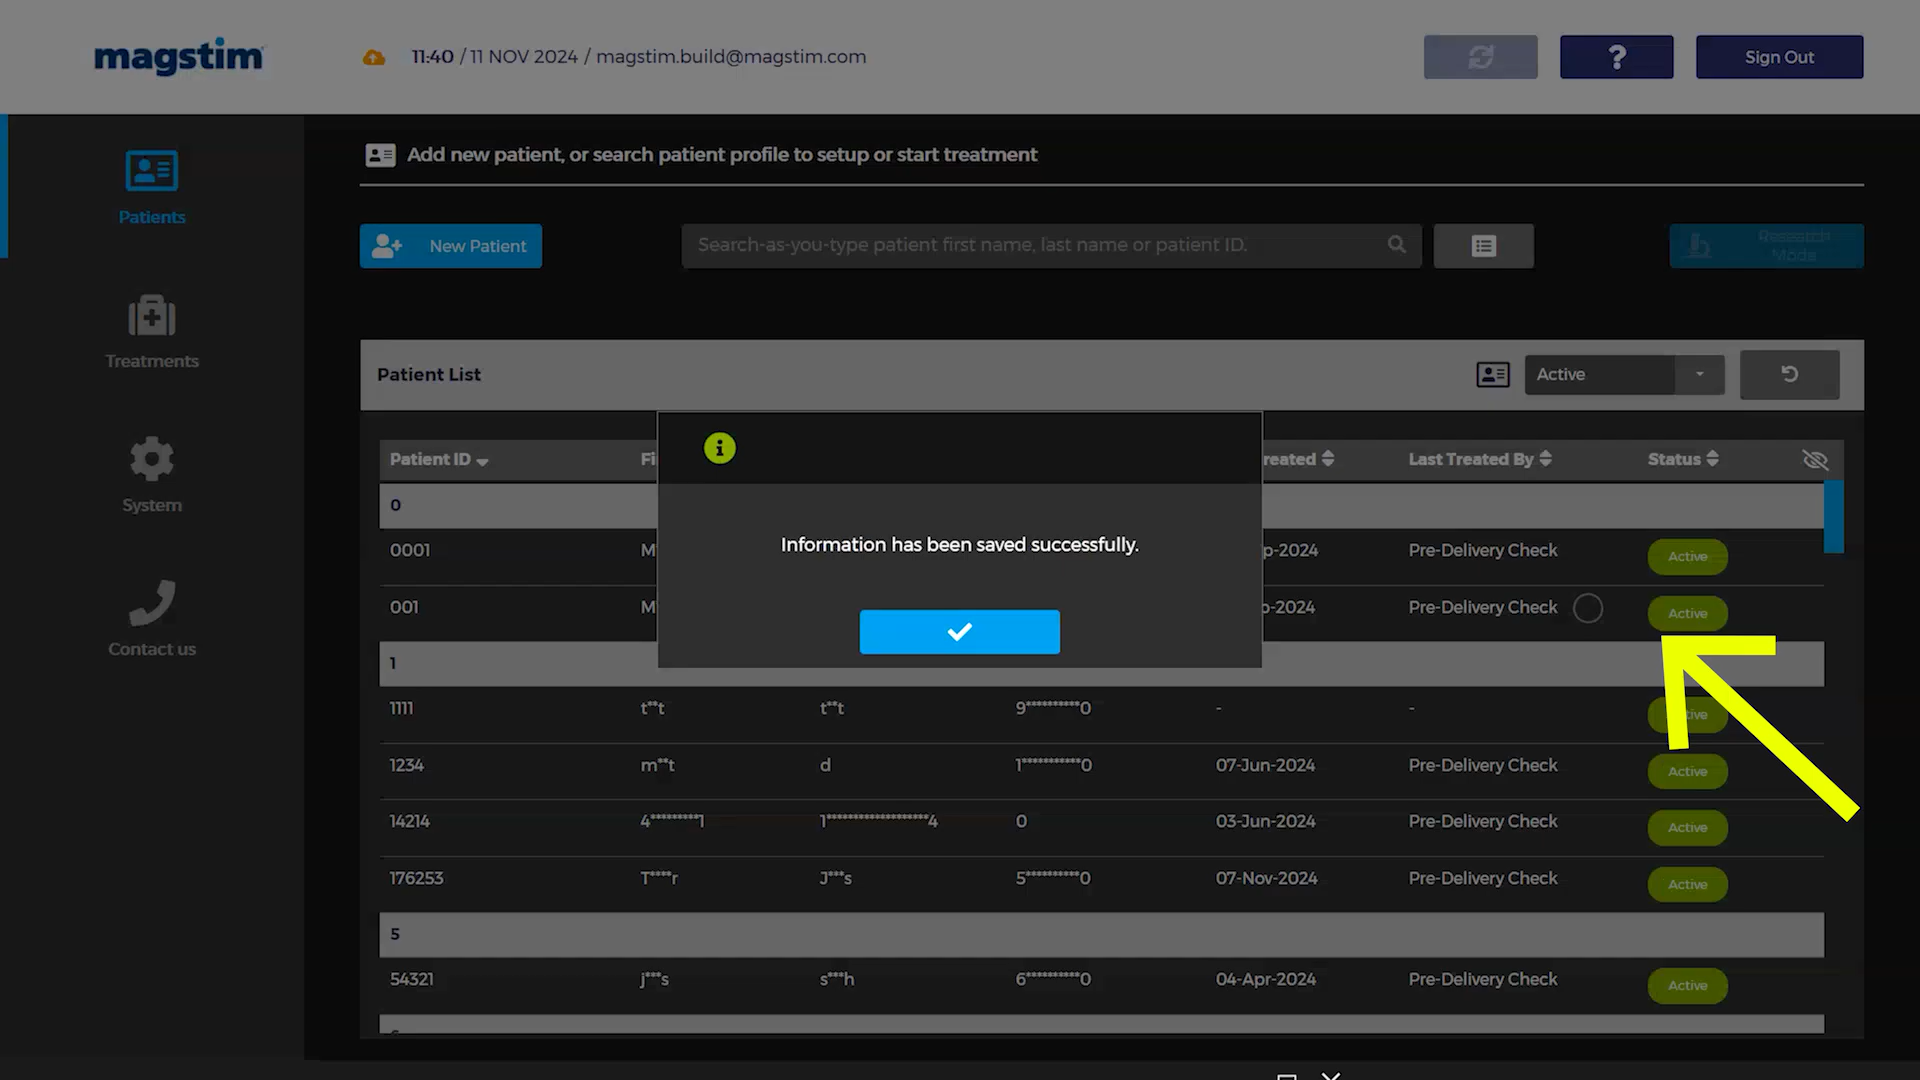 magstim
11:40 / 11 NOV 2024 / magstim.build@magstim.com
?
Sign Out
Patients
Treatments
System
Contact us
Add new patient, or search patient profile to setup or start treatment
New Patient
Search-as-you-type patient first name, last name or patient ID.
Research
Mode
Patient List
Active
Patient ID Fi reated Last Treated By Status
0
0001 M p-2024 Pre-Delivery Check Active
001 M p-2024 Pre-Delivery Check Active
1
1111 t**t t**t 9*********0 - -
1234 m**t d 1**********0 07-Jun-2024 Pre-Delivery Check Active
14214 0 03-Jun-2024 Pre-Delivery Check Active
176253 T****r J***s 5*********0 07-Nov-2024 Pre-Delivery Check Active
5
54321 j***s s***h 6*********0 04-Apr-2024 Pre-Delivery Check Active
i
Information has been saved successfully.